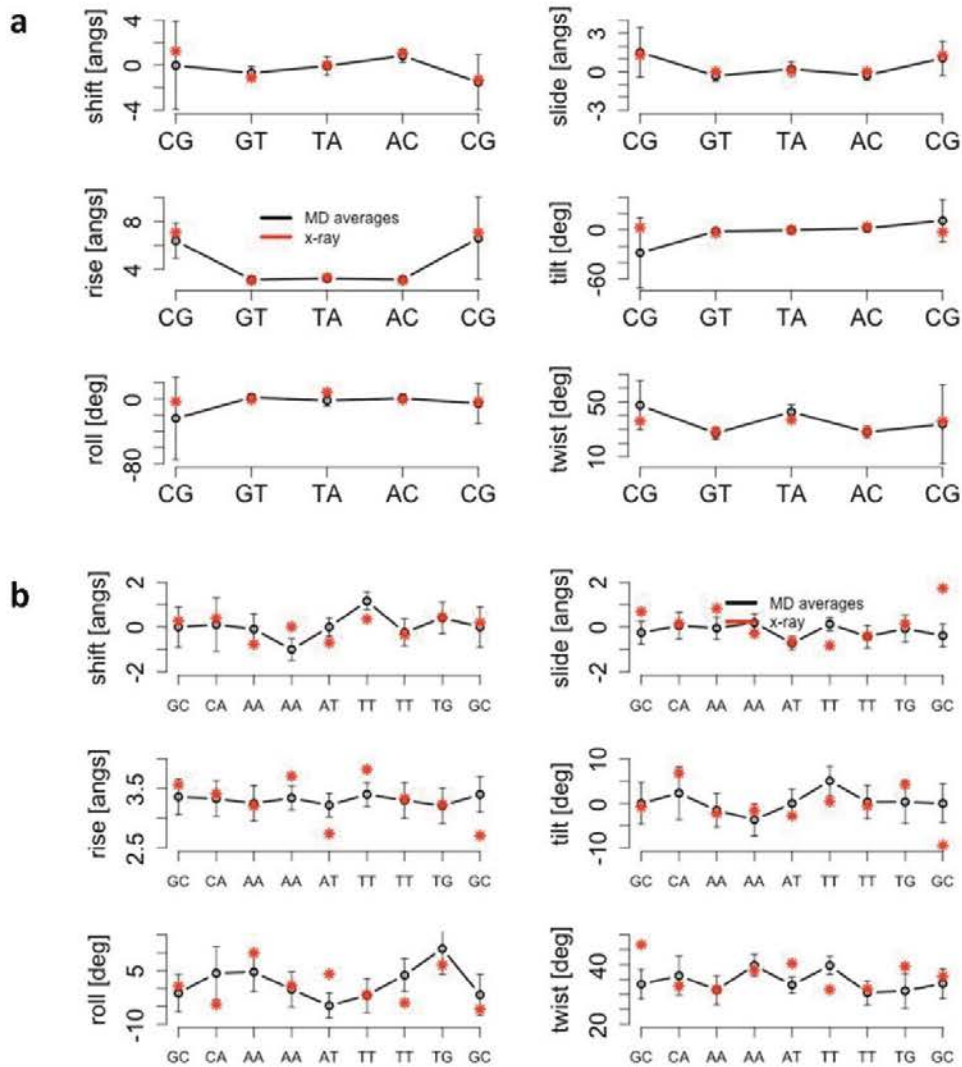 a
shift [angs]
4
0
-4
CG GT TA AC CG
slide [angs]
3
0
-3
CG GT TA AC CG
rise [angs]
8
4
MD averages
x-ray
CG GT TA AC CG
tilt [deg]
0
-60
CG GT TA AC CG
roll [deg]
0
-80
CG GT TA AC CG
twist [deg]
50
10
CG GT TA AC CG
b
shift [angs]
2
0
-2
GC CA AA AA AT TT TT TG GC
slide [angs]
2
0
-2
MD averages
x-ray
GC CA AA AA AT TT TT TG GC
rise [angs]
3.5
2.5
GC CA AA AA AT TT TT TG GC
tilt [deg]
10
0
-10
GC CA AA AA AT TT TT TG GC
roll [deg]
5
-10
GC CA AA AA AT TT TT TG GC
twist [deg]
40
20
GC CA AA AA AT TT TT TG GC